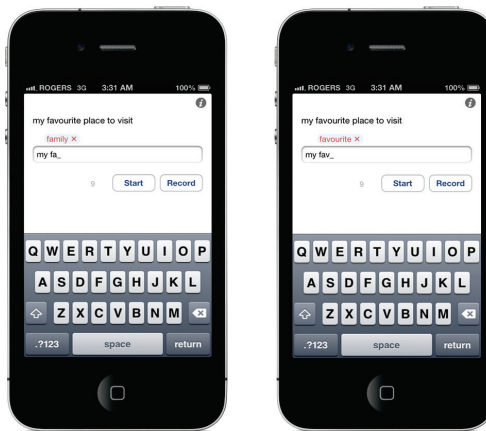 ROGERS 3G 3:31 AM 100%
i
my favourite place to visit
family ×
my fa_
9 Start Record
Q W E R T Y U I O P
A S D F G H J K L
Z X C V B N M
.?123 space return
ROGERS 3G 3:31 AM 100%
i
my favourite place to visit
favourite ×
my fav_
9 Start Record
Q W E R T Y U I O P
A S D F G H J K L
Z X C V B N M
.?123 space return